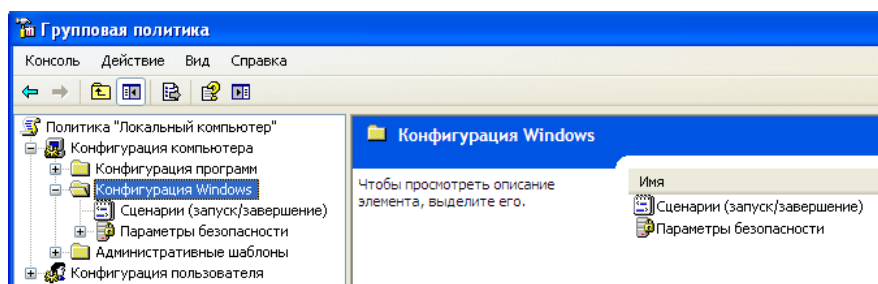 Групповая политика
Консоль Действие Вид Справка
Политика "Локальный компьютер"
Конфигурация компьютера
Конфигурация программ
Конфигурация Windows
Сценарии (запуск/завершение)
Параметры безопасности
Административные шаблоны
Конфигурация пользователя
Конфигурация Windows
Чтобы просмотреть описание
элемента, выделите его.
Имя
Сценарии (запуск/завершение)
Параметры безопасности